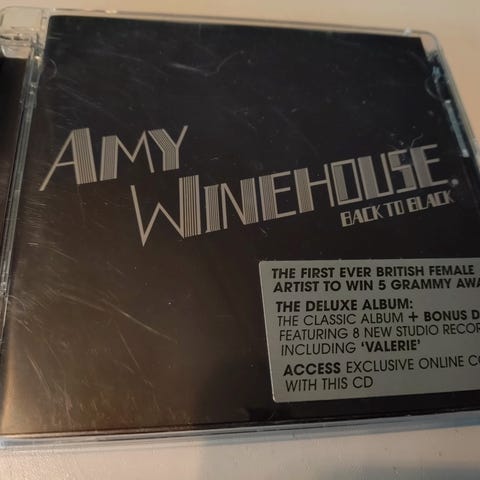 AMY
WINEHOUSE
BACK TO BLACK
THE FIRST EVER BRITISH FEMALE
ARTIST TO WIN 5 GRAMMY
THE DELUXE ALBUM:
THE CLASSIC ALBUM + BONUS
FEATURING 8 NEW STUDIO
INCLUDING 'VALERIE'
ACCESS EXCLUSIVE ONLINE
WITH THIS CD